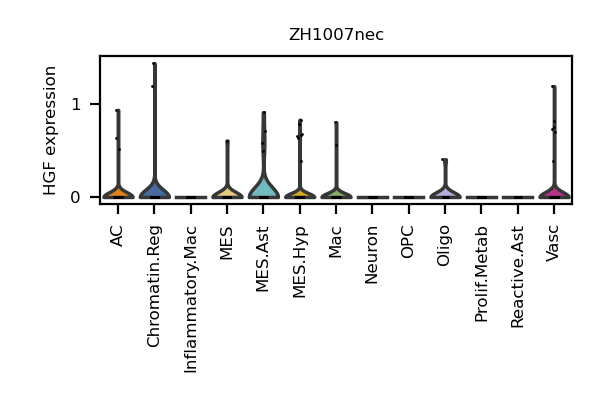 ZH1007nec
HGF expression
1
0
AC
Chromatin.Reg
Inflammatory.Mac
MES
MES.Ast
MES.Hyp
Mac
Neuron
OPC
Oligo
Prolif.Metab
Reactive.Ast
Vasc